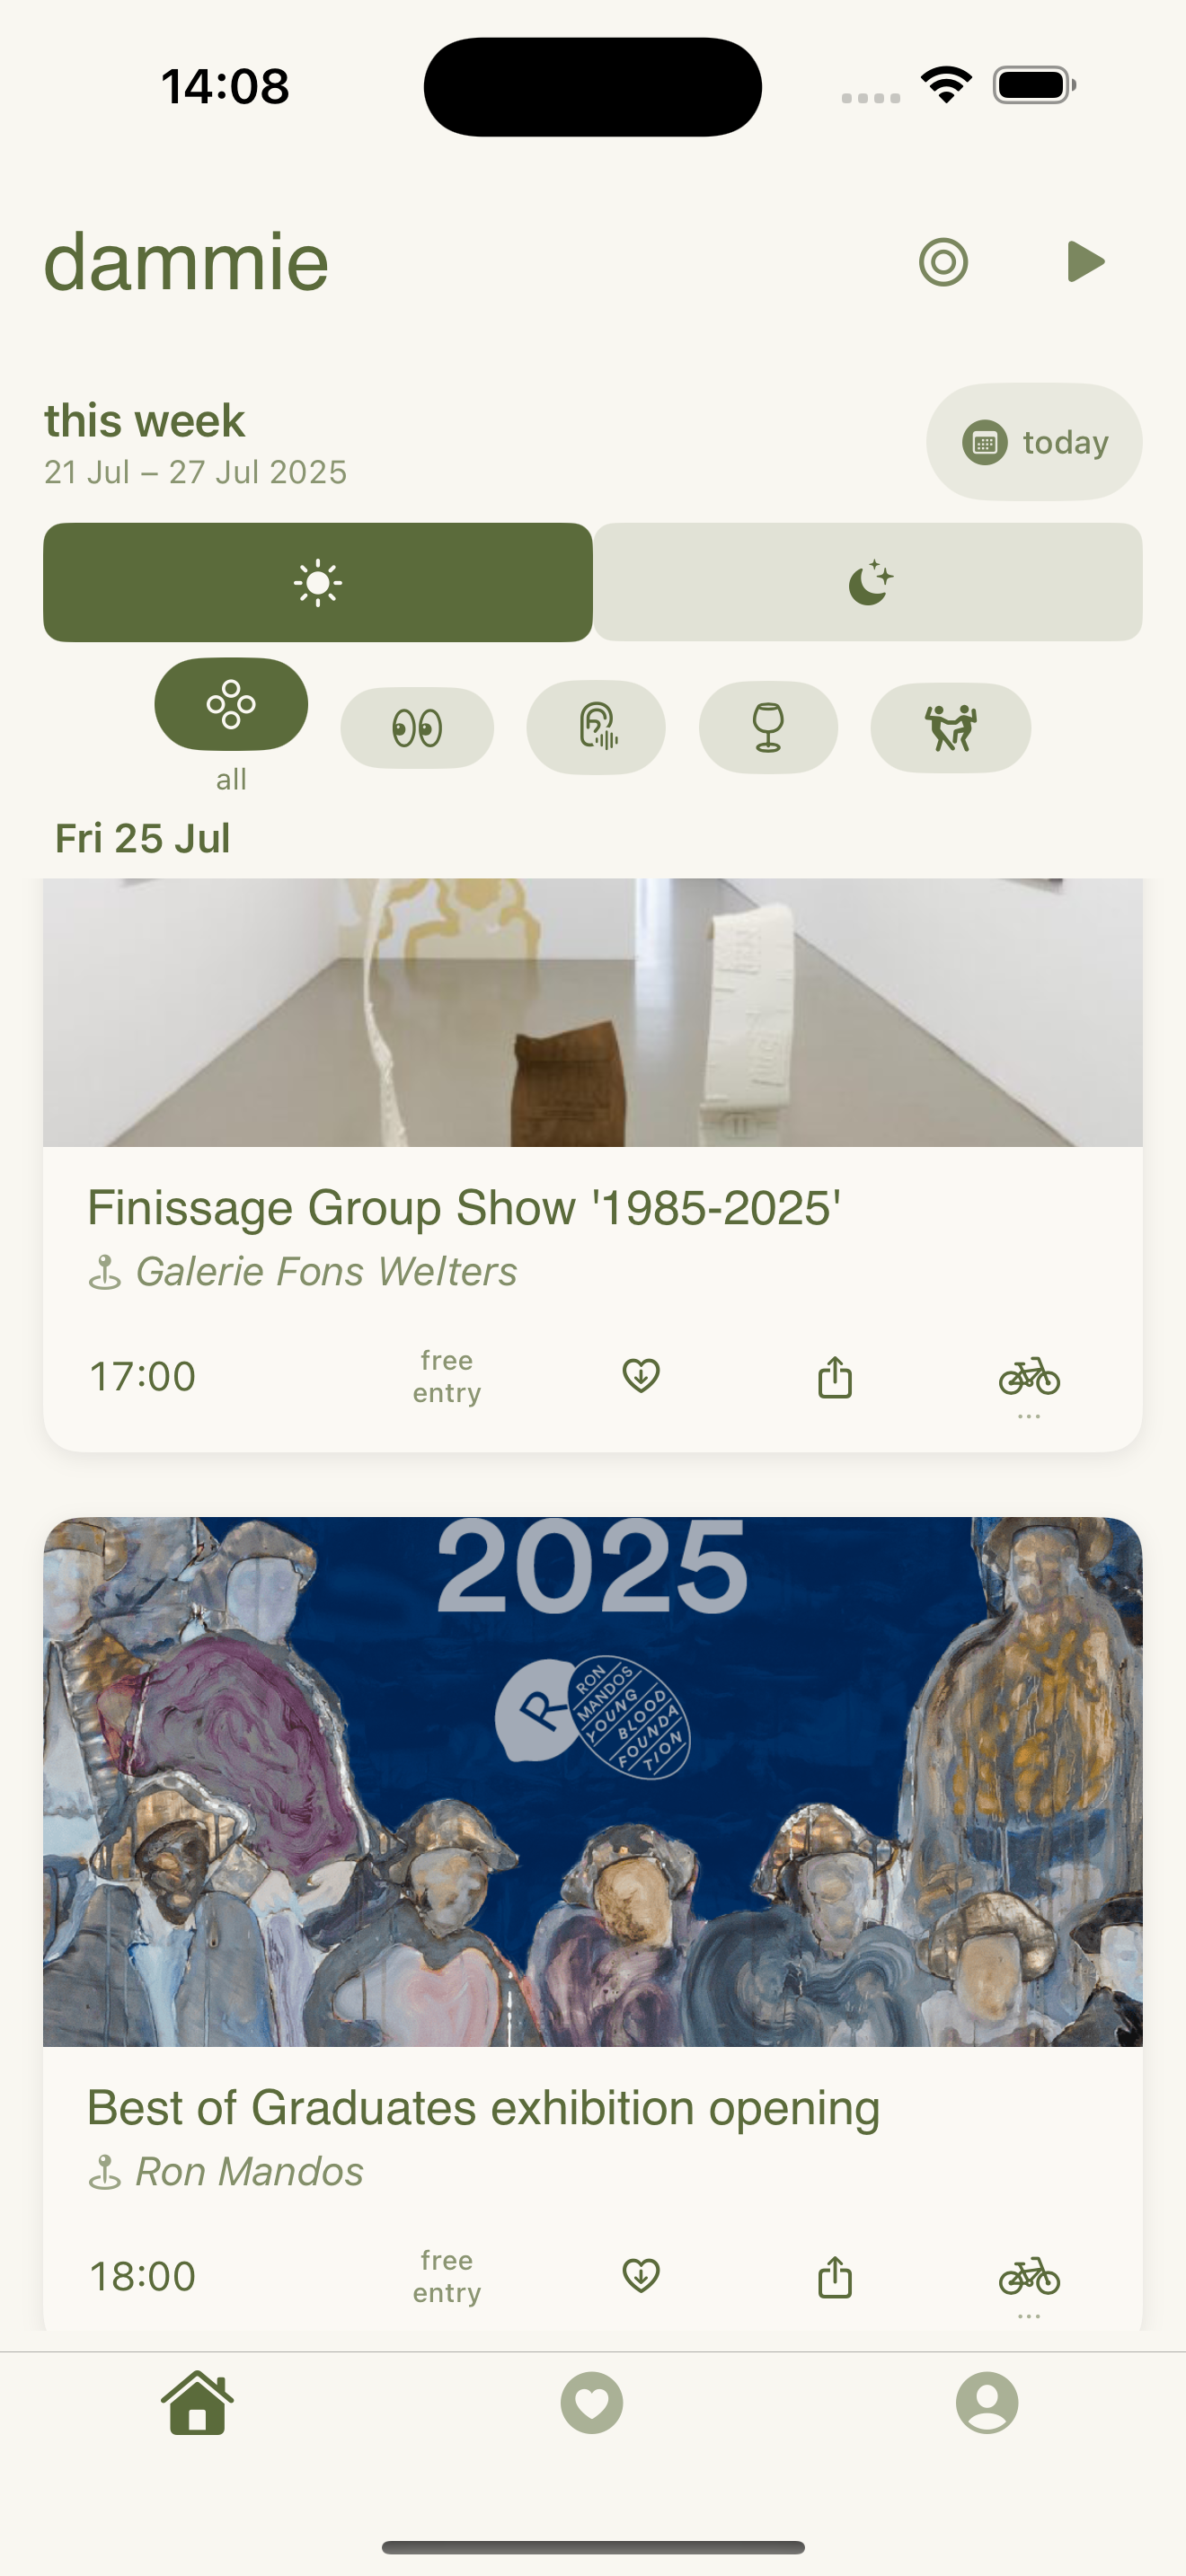 14:08
dammie
this week
21 Jul – 27 Jul 2025
today
all
Fri 25 Jul
Finissage Group Show '1985-2025'
Galerie Fons Welters
17:00
free
entry
...
2025
R
RON
MANDOS
YOUNG
BLOOD
FOUNDA
TION
Best of Graduates exhibition opening
Ron Mandos
18:00
free
entry
...